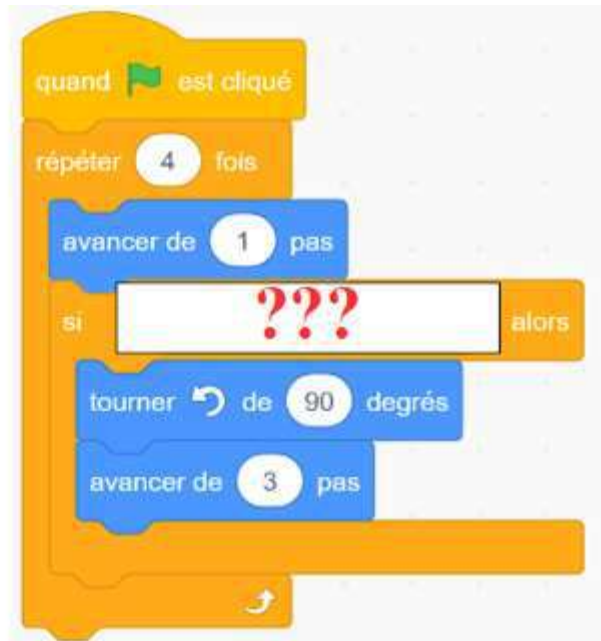 quand est cliqué
répéter 4 fois
avancer de 1 pas
si ??? alors
tourner de 90 degrés
avancer de 3 pas